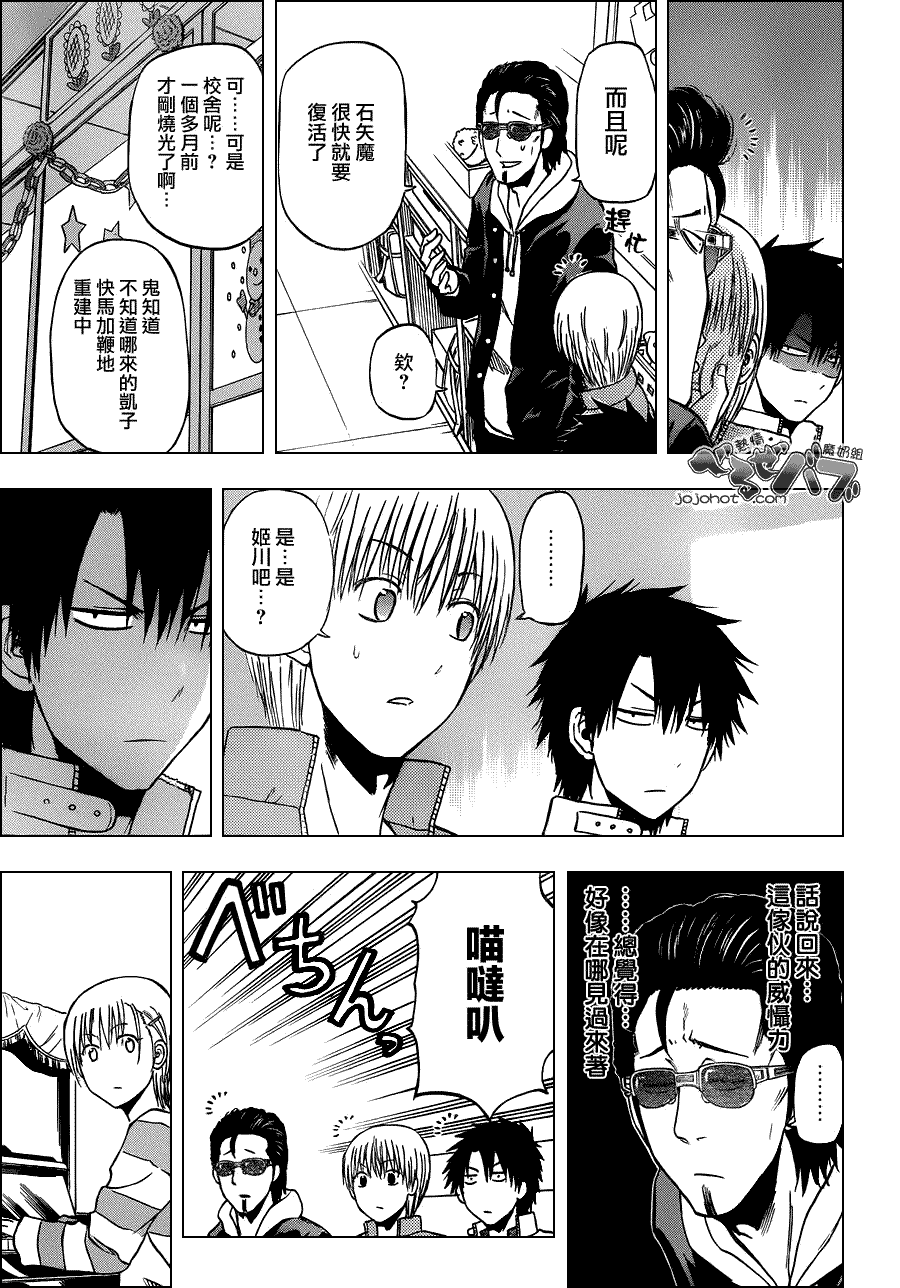 而且呢
石矢魔
很快就要
復活了
趕忙
欸?
可……可是
校舍呢…?
一個多月前
才剛燒光了啊…
鬼知道
不知道哪來的凱子
快馬加鞭地
重建中
熱情
魔奶組
べるぜバブ
jojohot .com
………
是…是
姬川吧…?
話說回來…
這傢伙的威懾力
……總覺得…
好像在哪見過來著
………
喵噠叭
べちんっ